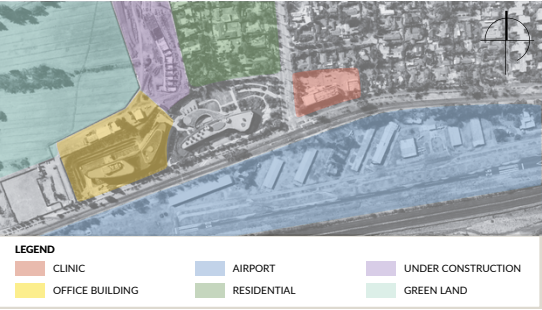 LEGEND
CLINIC
AIRPORT
UNDER CONSTRUCTION
OFFICE BUILDING
RESIDENTIAL
GREEN LAND